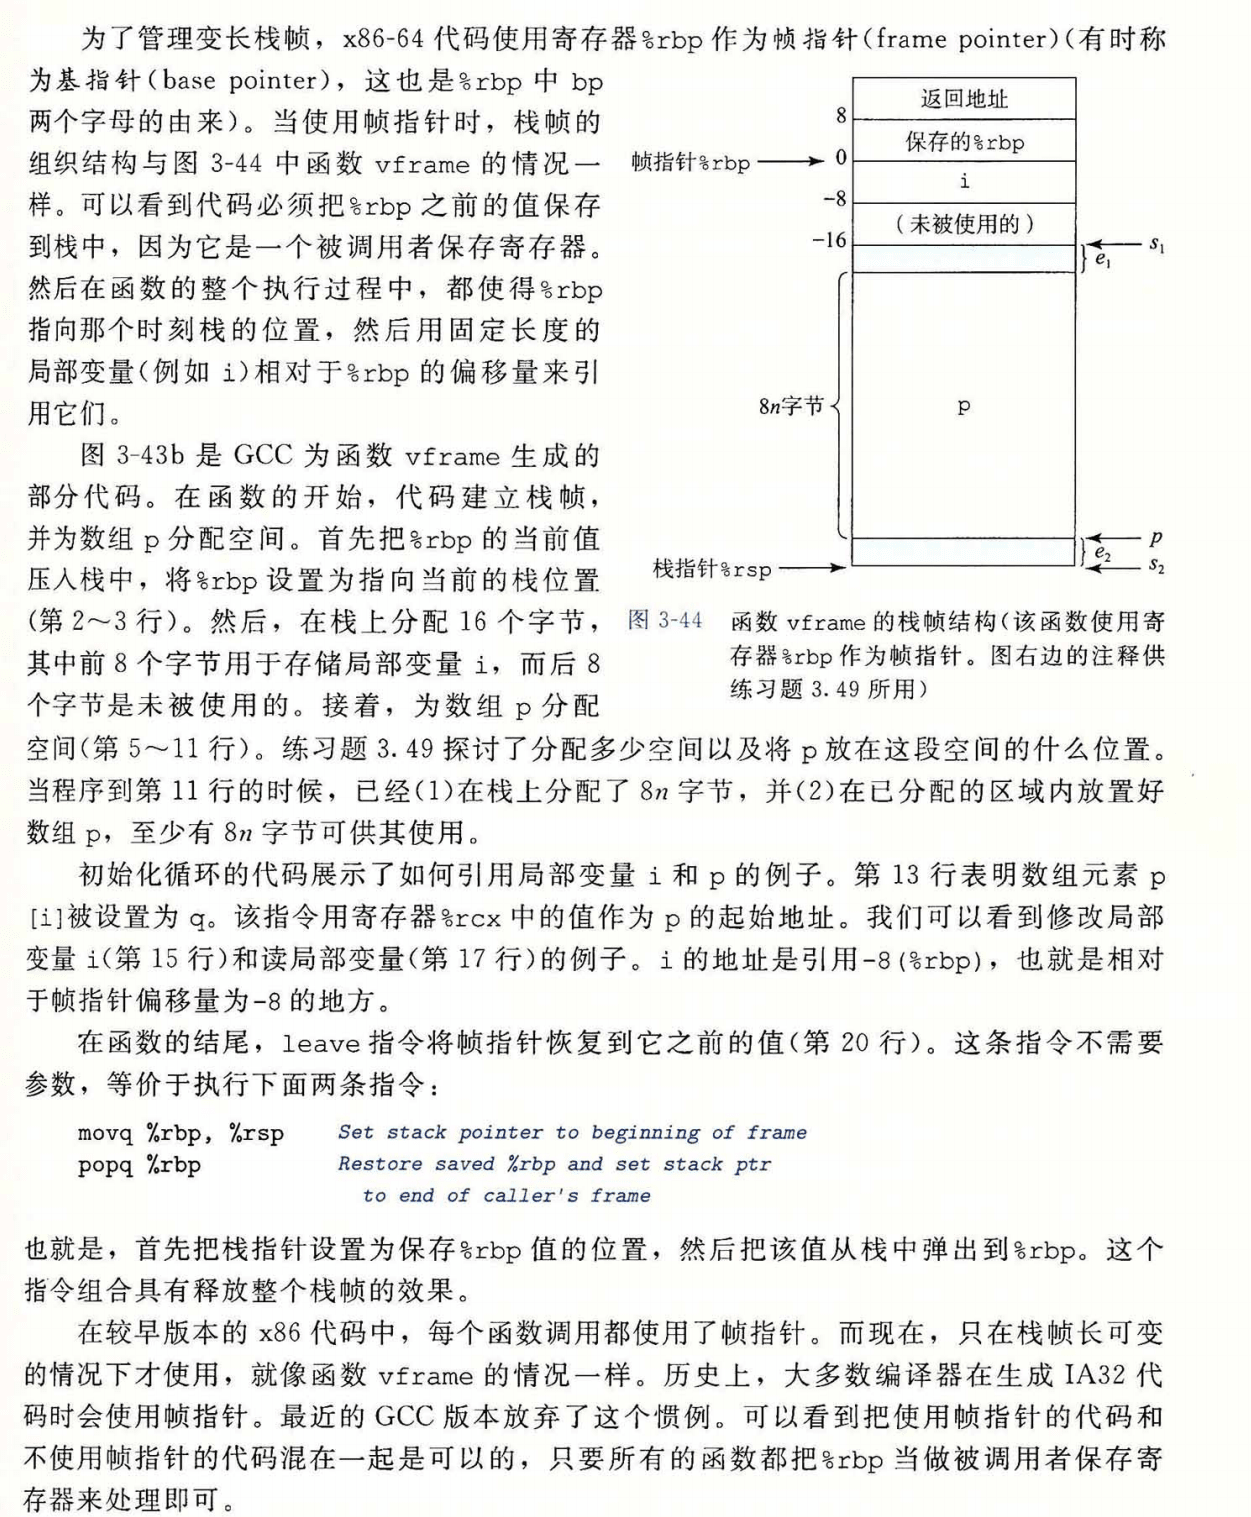 为了管理变长栈帧，x86-64 代码使用寄存器%rbp 作为帧指针(frame pointer)(有时称
为基指针(base pointer)，这也是%rbp 中 bp
两个字母的由来)。当使用帧指针时，栈帧的
组织结构与图 3-44 中函数 vframe 的情况一
样。可以看到代码必须把%rbp 之前的值保存
到栈中，因为它是一个被调用者保存寄存器。
然后在函数的整个执行过程中，都使得%rbp
指向那个时刻栈的位置，然后用固定长度的
局部变量(例如 i)相对于%rbp 的偏移量来引
用它们。
图 3-43b 是 GCC 为函数 vframe 生成的
部分代码。在函数的开始，代码建立栈帧，
并为数组 p 分配空间。首先把%rbp 的当前值
压入栈中，将%rbp 设置为指向当前的栈位置
(第 2～3 行)。然后，在栈上分配 16 个字节，
其中前 8 个字节用于存储局部变量 i，而后 8
个字节是未被使用的。接着，为数组 p 分配
返回地址
8
保存的%rbp
帧指针%rbp
0
i
-8
(未被使用的)
-16
s1
e1
8n字节
p
p
e2
栈指针%rsp
s2
图 3-44 函数 vframe 的栈帧结构(该函数使用寄
存器%rbp 作为帧指针。图右边的注释供
练习题 3.49 所用)
空间(第 5～11 行)。练习题 3.49 探讨了分配多少空间以及将 p 放在这段空间的什么位置。
当程序到第 11 行的时候，已经(1)在栈上分配了 8n 字节，并(2)在已分配的区域内放置好
数组 p，至少有 8n 字节可供其使用。
初始化循环的代码展示了如何引用局部变量 i 和 p 的例子。第 13 行表明数组元素 p
[i]被设置为 q。该指令用寄存器%rcx 中的值作为 p 的起始地址。我们可以看到修改局部
变量 i(第 15 行)和读局部变量(第 17 行)的例子。i 的地址是引用-8(%rbp)，也就是相对
于帧指针偏移量为-8 的地方。
在函数的结尾，leave 指令将帧指针恢复到它之前的值(第 20 行)。这条指令不需要
参数，等价于执行下面两条指令：
movq %rbp, %rsp Set stack pointer to beginning of frame
popq %rbp Restore saved %rbp and set stack ptr
to end of caller's frame
也就是，首先把栈指针设置为保存%rbp 值的位置，然后把该值从栈中弹出到%rbp。这个
指令组合具有释放整个栈帧的效果。
在较早版本的 x86 代码中，每个函数调用都使用了帧指针。而现在，只在栈帧长可变
的情况下才使用，就像函数 vframe 的情况一样。历史上，大多数编译器在生成 IA32 代
码时会使用帧指针。最近的 GCC 版本放弃了这个惯例。可以看到把使用帧指针的代码和
不使用帧指针的代码混在一起是可以的，只要所有的函数都把%rbp 当做被调用者保存寄
存器来处理即可。